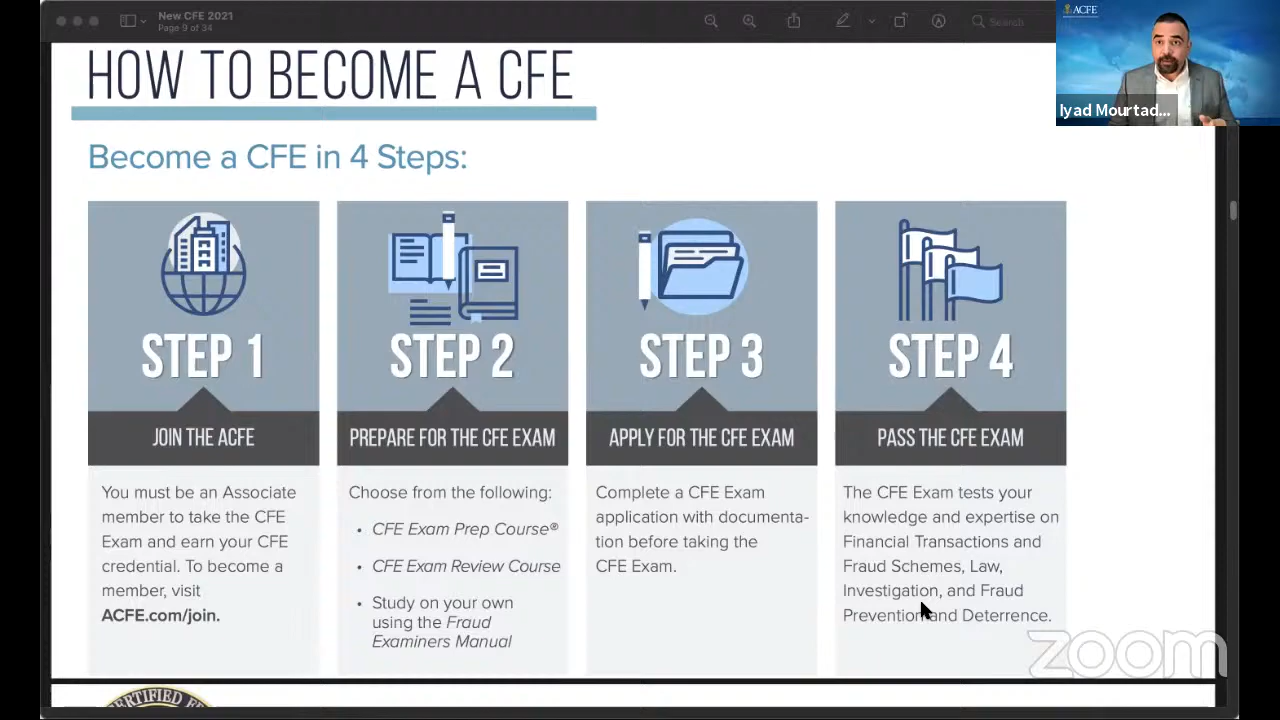 New CFE 2021
Page 9 of 34
Search
ACFE
Iyad Mourtad...
HOW TO BECOME A CFE
Become a CFE in 4 Steps:
STEP 1
JOIN THE ACFE
You must be an Associate
member to take the CFE
Exam and earn your CFE
credential. To become a
member, visit
ACFE.com/join.
STEP 2
PREPARE FOR THE CFE EXAM
Choose from the following:
• CFE Exam Prep Course®
• CFE Exam Review Course
• Study on your own
using the Fraud
Examiners Manual
STEP 3
APPLY FOR THE CFE EXAM
Complete a CFE Exam
application with documenta-
tion before taking the
CFE Exam.
STEP 4
PASS THE CFE EXAM
The CFE Exam tests your
knowledge and expertise on
Financial Transactions and
Fraud Schemes, Law,
Investigation, and Fraud
Prevention and Deterrence.
zoom